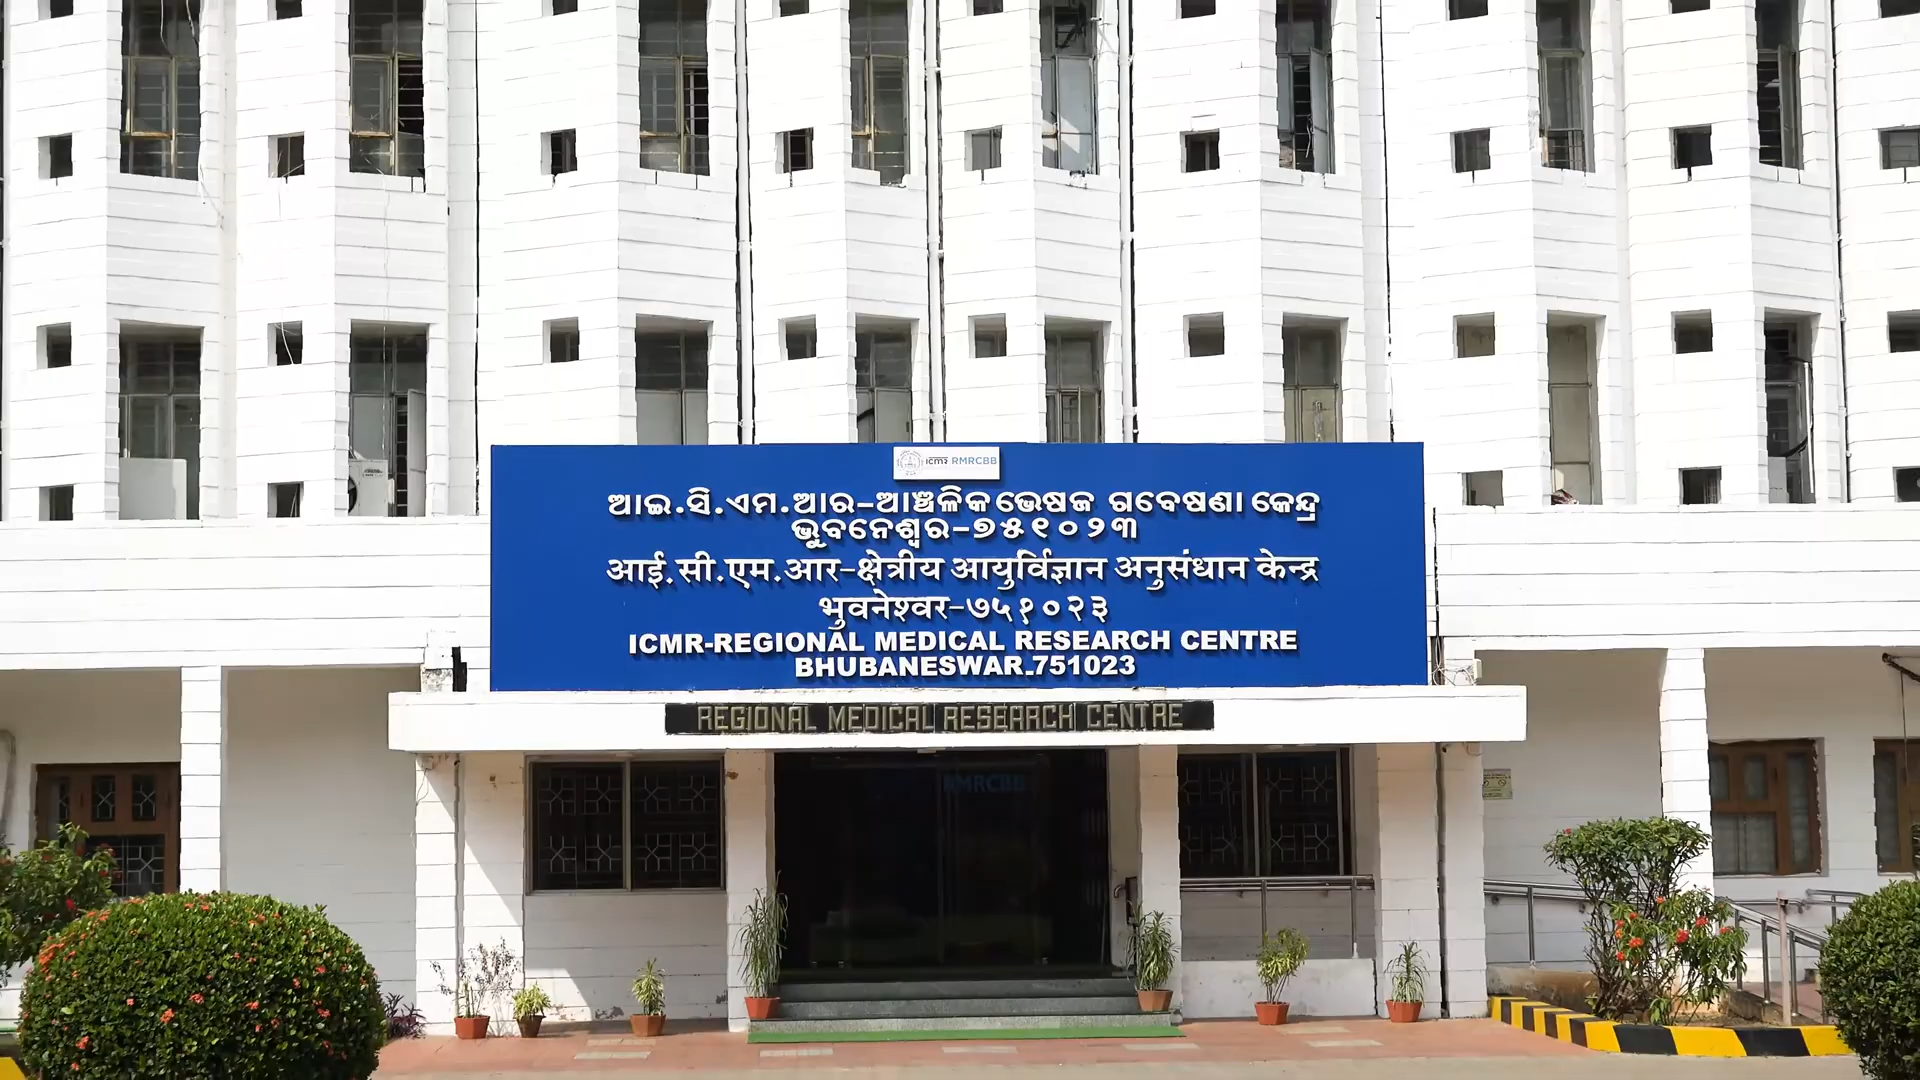 icmr RMRCBB
ଆଇ.ସି.ଏମ.ଆର-ଆଞ୍ଚଳିକ ଭେଷଜ ଗବେଷଣା କେନ୍ଦ୍ର
ଭୁବନେଶ୍ୱର-୭୫୧୦୨୩
आई.सी.एम.आर-क्षेत्रीय आयुर्विज्ञान अनुसंधान केन्द्र
भुवनेश्वर-७५१०२३
ICMR-REGIONAL MEDICAL RESEARCH CENTRE
BHUBANESWAR.751023
REGIONAL MEDICAL RESEARCH CENTRE
RMRCBB